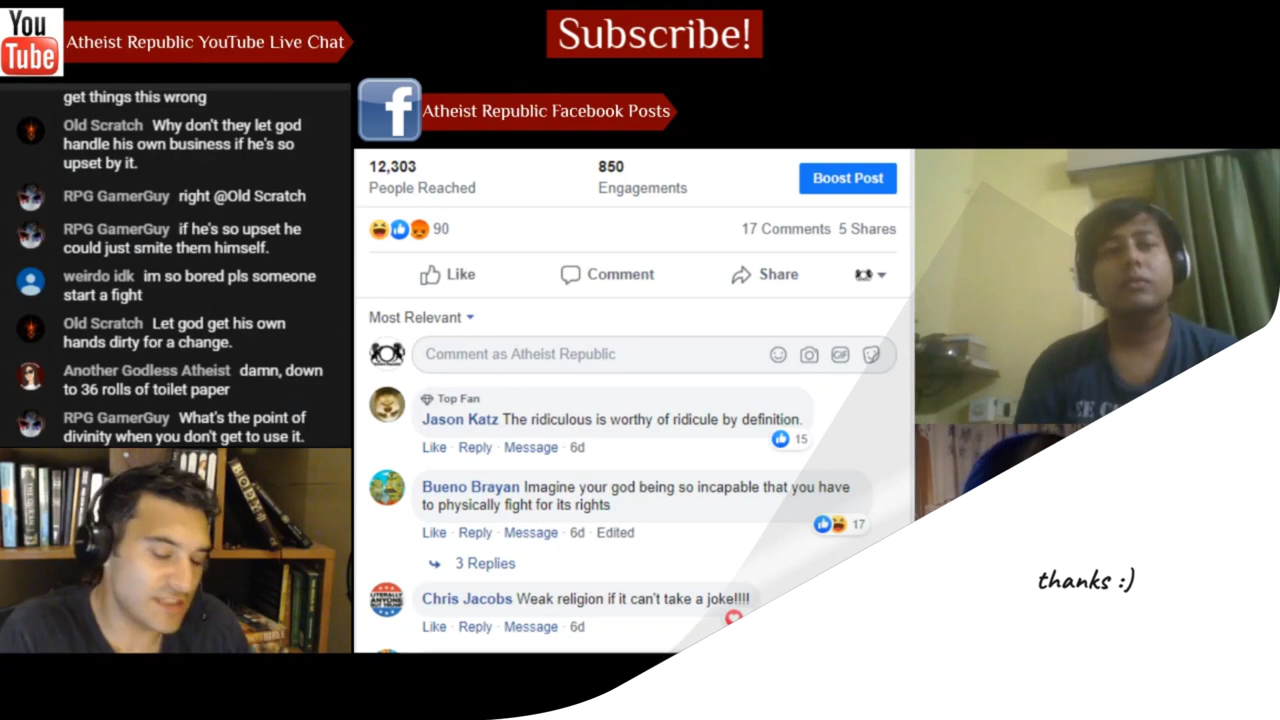 You
Tube
Atheist Republic YouTube Live Chat
Subscribe!
get things this wrong
Old Scratch Why don't they let god
handle his own business if he's so
upset by it.
RPG GamerGuy right @Old Scratch
RPG GamerGuy if he's so upset he
could just smite them himself.
weirdo idk im so bored pls someone
start a fight
Old Scratch Let god get his own
hands dirty for a change.
Another Godless Atheist damn, down
to 36 rolls of toilet paper
RPG GamerGuy What's the point of
divinity when you don't get to use it.
f
Atheist Republic Facebook Posts
12,303
People Reached
850
Engagements
Boost Post
90
17 Comments 5 Shares
Like
Comment
Share
Most Relevant
Comment as Atheist Republic
GIF
Top Fan
Jason Katz The ridiculous is worthy of ridicule by definition.
15
Like · Reply · Message · 6d
Bueno Brayan Imagine your god being so incapable that you have
to physically fight for its rights
17
Like · Reply · Message · 6d · Edited
3 Replies
Chris Jacobs Weak religion if it can't take a joke!!!!
Like · Reply · Message · 6d
thanks :)